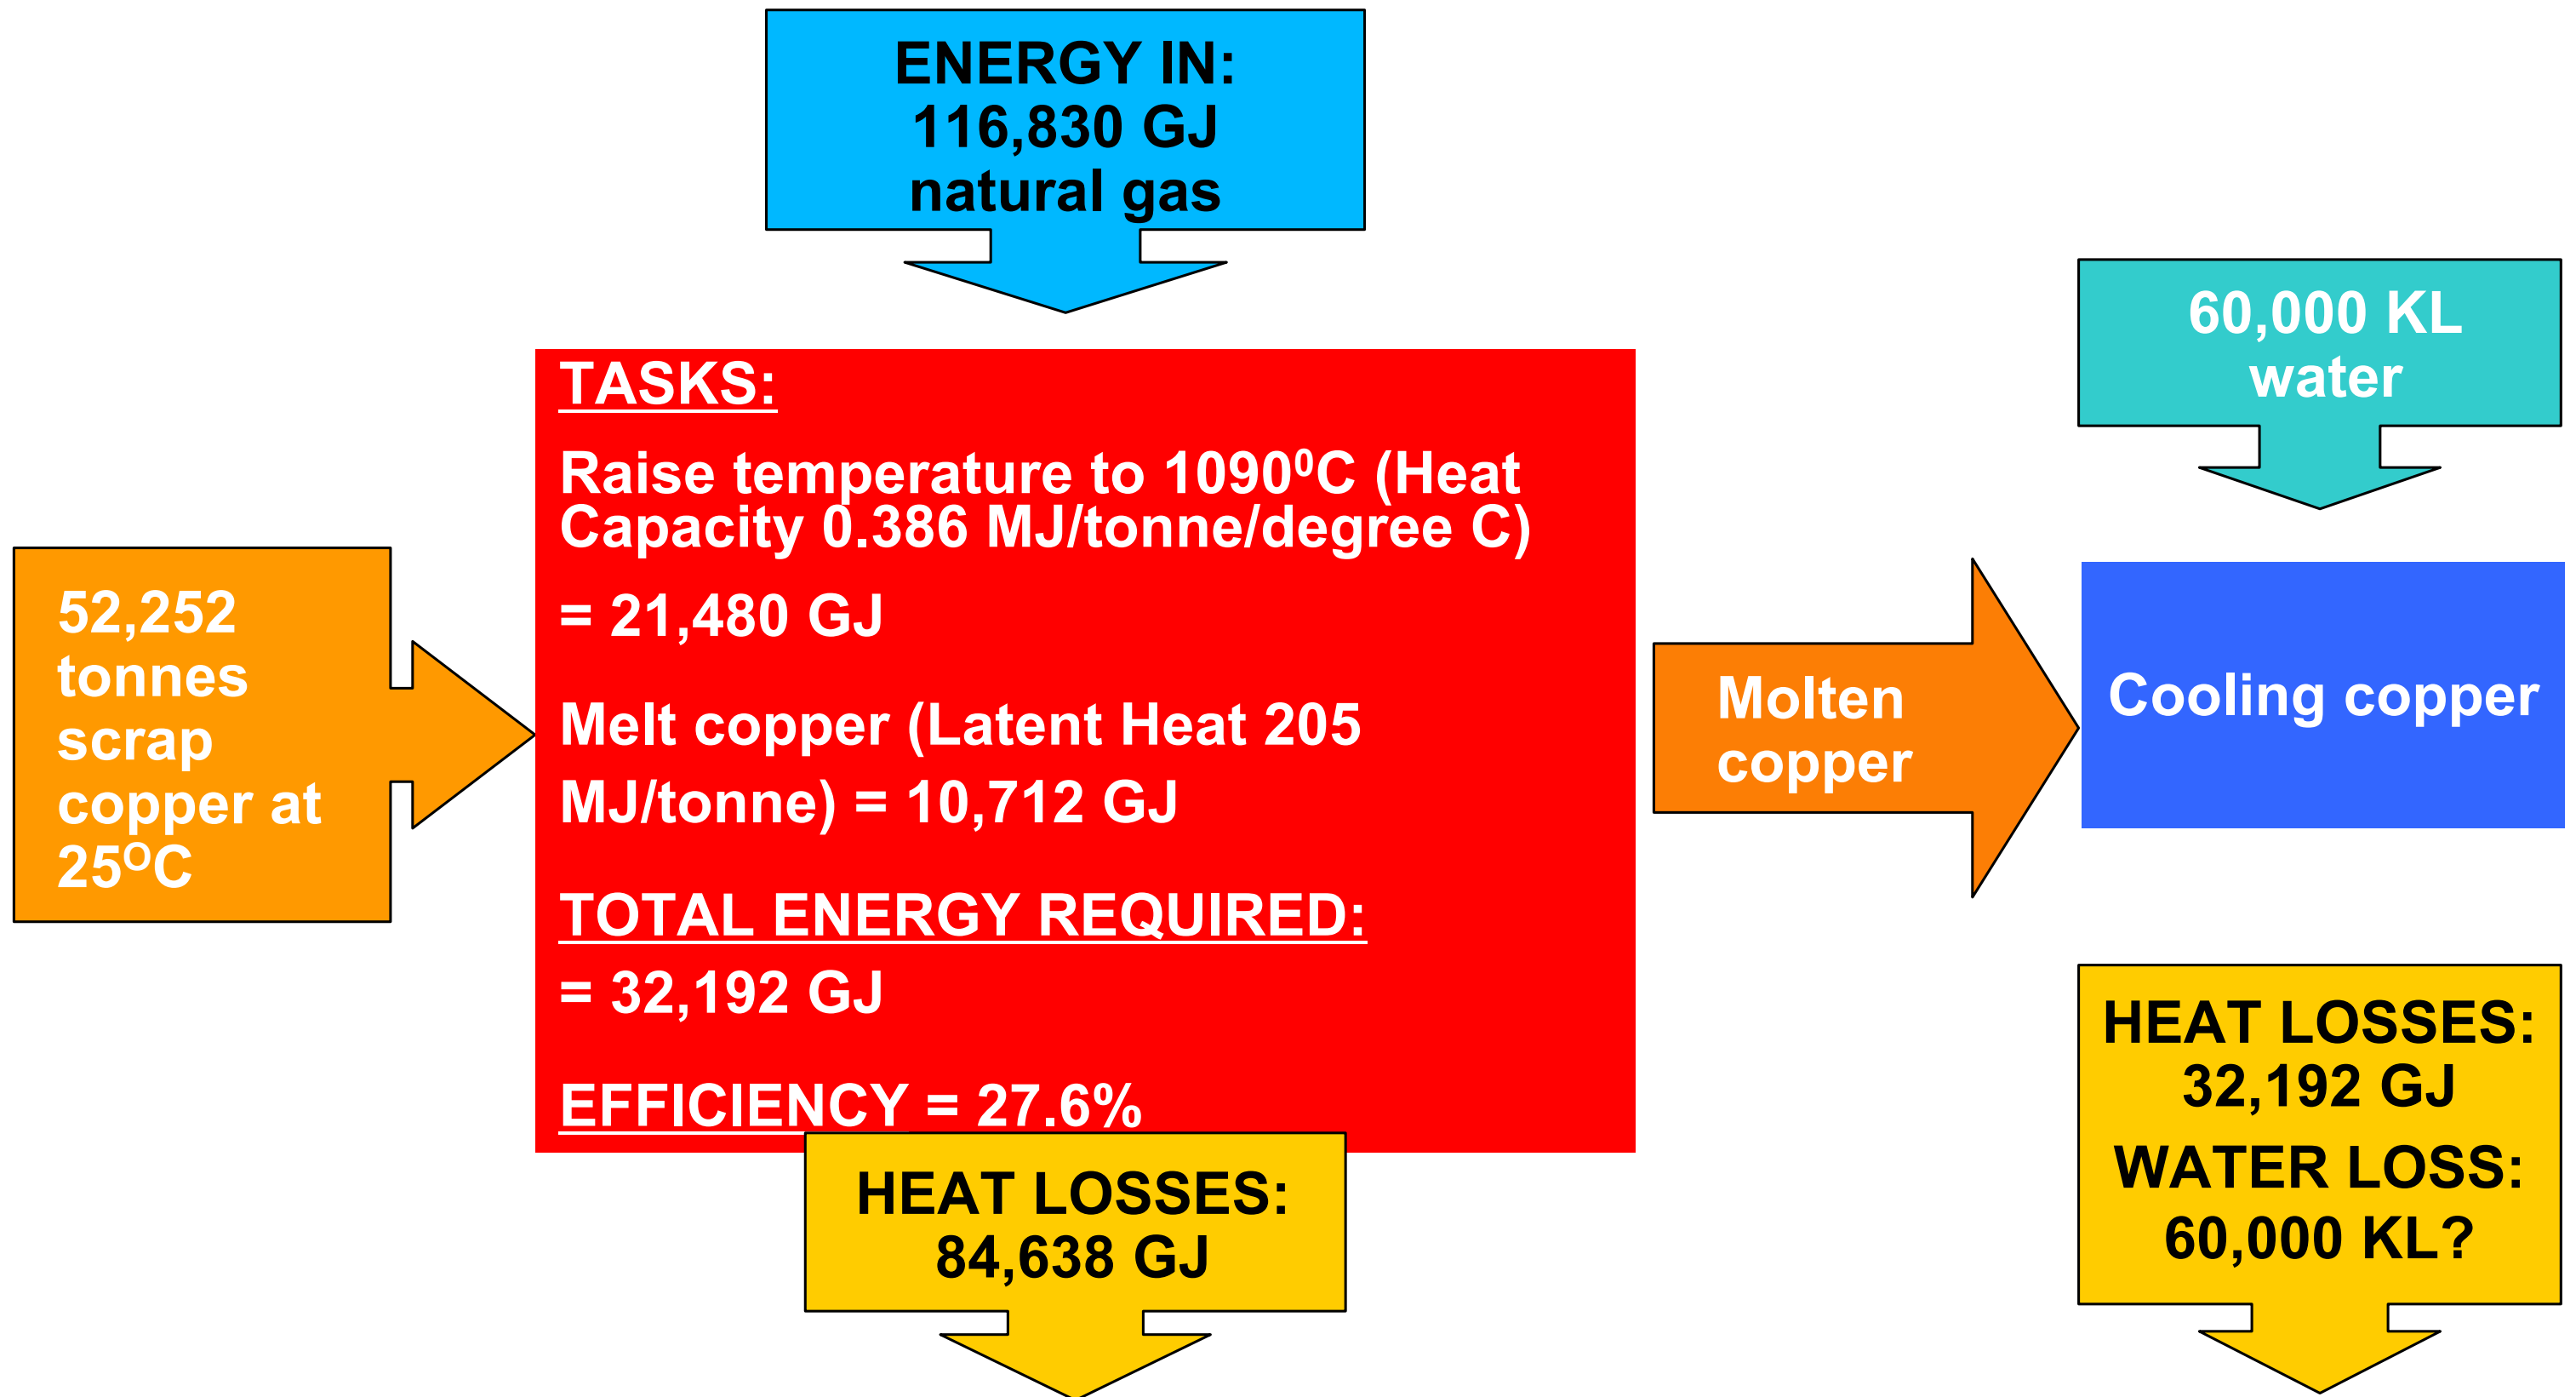 ENERGY IN:
116,830 GJ
natural gas
60,000 KL
water
TASKS:
Raise temperature to 1090⁰C (Heat
Capacity 0.386 MJ/tonne/degree C)
= 21,480 GJ
Melt copper (Latent Heat 205
MJ/tonne) = 10,712 GJ
TOTAL ENERGY REQUIRED:
= 32,192 GJ
EFFICIENCY = 27.6%
52,252
tonnes
scrap
copper at
25ᴼC
Molten
copper
Cooling copper
HEAT LOSSES:
84,638 GJ
HEAT LOSSES:
32,192 GJ
WATER LOSS:
60,000 KL?